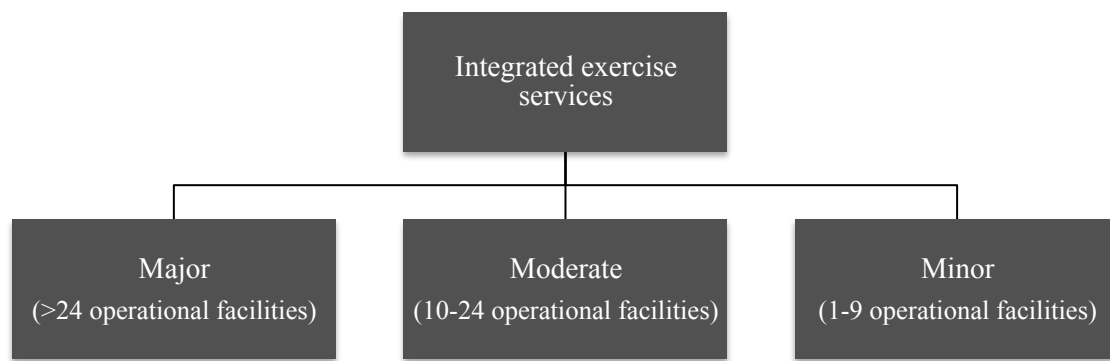 Integrated exercise
services
Major
(>24 operational facilities)
Moderate
(10-24 operational facilities)
Minor
(1-9 operational facilities)